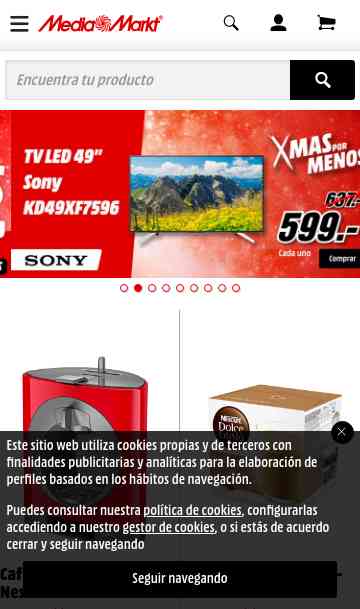 MediaMarkt
Encuentra tu producto
TV LED 49"
Sony
KD49XF7596
SONY
XMAS POR
MENOS
637.-
599.-
Cada uno
Comprar
NESCAFÉ
Dolce
Este sitio web utiliza cookies propias y de terceros con
finalidades publicitarias y analíticas para la elaboración de
perfiles basados en los hábitos de navegación.
Puedes consultar nuestra política de cookies, configurarlas
accediendo a nuestro gestor de cookies, o si estás de acuerdo
cerrar y seguir navegando
Seguir navegando